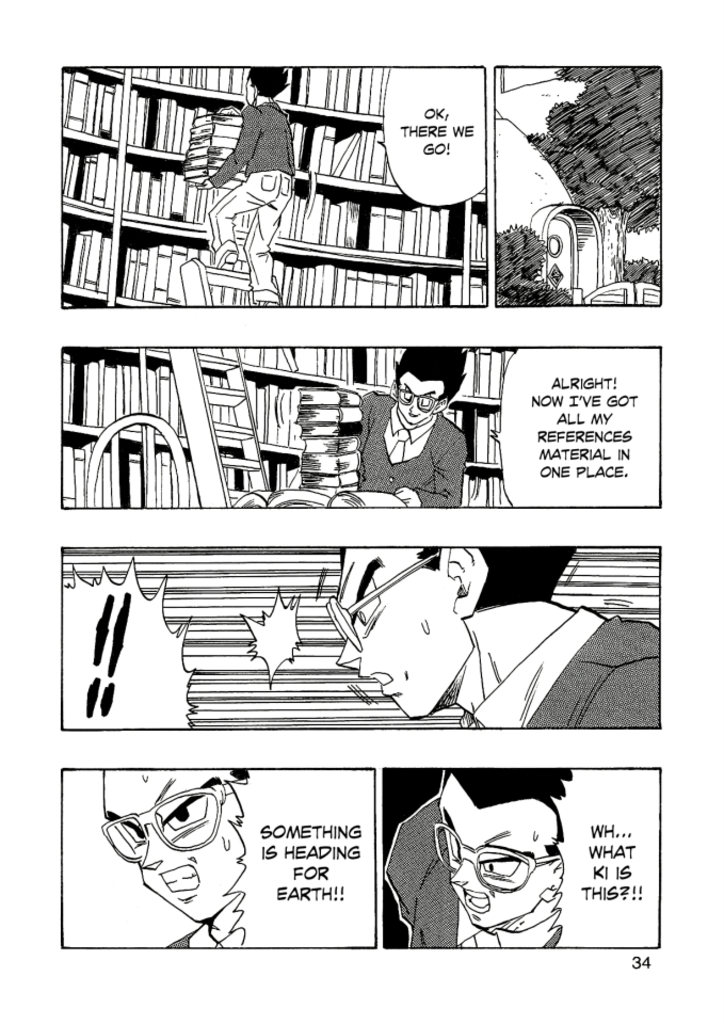 OK,
THERE WE
GO!
ALRIGHT!
NOW I'VE GOT
ALL MY
REFERENCES
MATERIAL IN
ONE PLACE.
!!
WH...
WHAT
KI IS
THIS?!!
SOMETHING
IS HEADING
FOR
EARTH!!
34